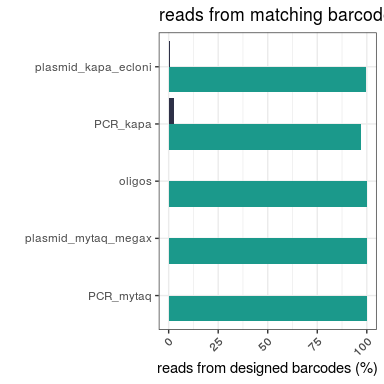 reads from matching barcod
plasmid_kapa_ecloni
PCR_kapa
oligos
plasmid_mytaq_megax
PCR_mytaq
0
25
50
75
100
reads from designed barcodes (%)